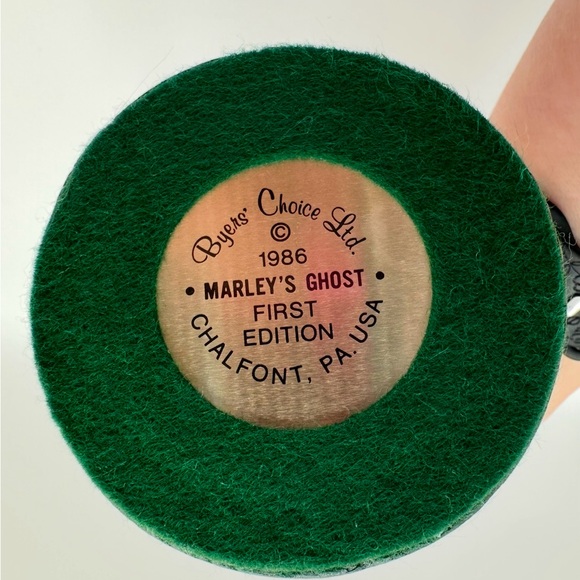 Byers' Choice Ltd.
©
1986
• MARLEY'S GHOST •
FIRST
EDITION
CHALFONT, PA. USA